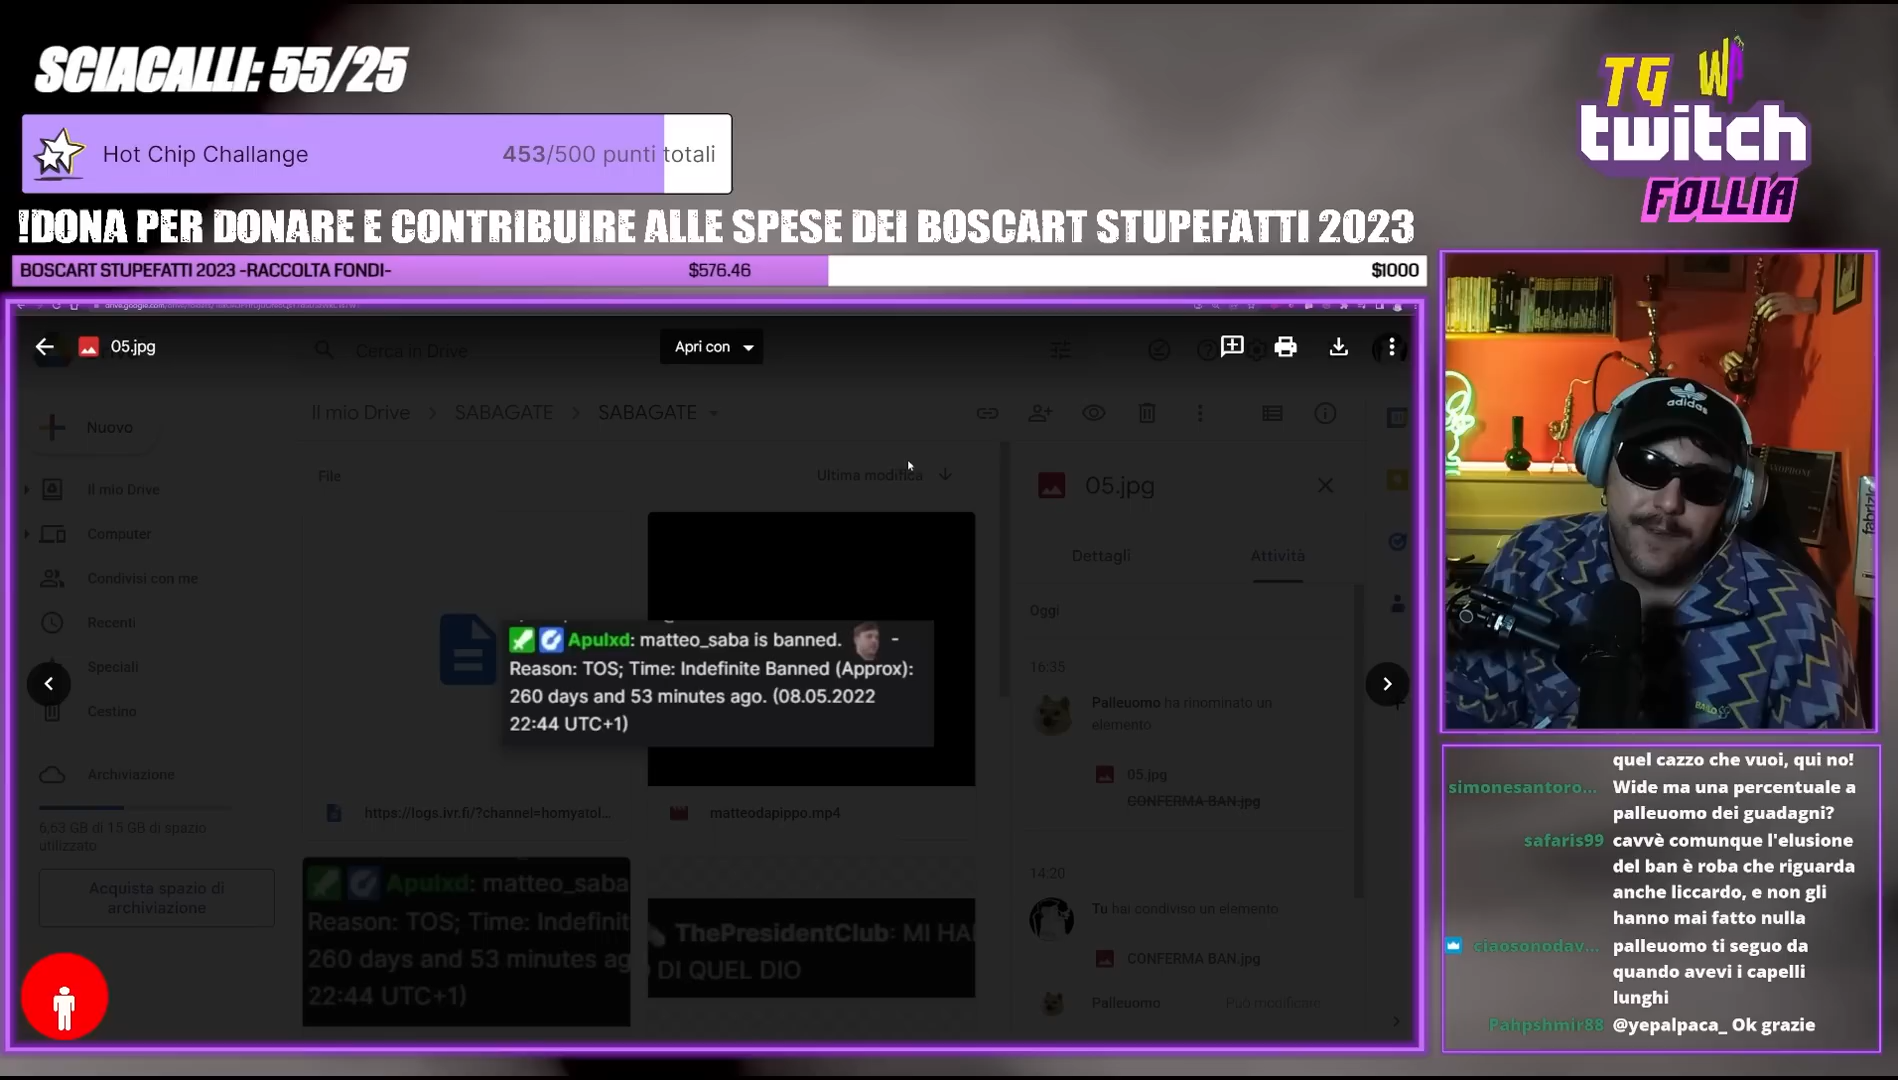 SCIACALLI: 55/25
Hot Chip Challange
453/500 punti totali
!DONA PER DONARE E CONTRIBUIRE ALLE SPESE DEI BOSCART STUPEFATTI 2023
BOSCART STUPEFATTI 2023 -RACCOLTA FONDI-
$576.46
$1000
TG W
twitch
FOLLIA
05.jpg
Cerca in Drive
Apri con
Il mio Drive
SABAGATE
SABAGATE
Nuovo
Il mio Drive
Computer
Condivisi con me
Recenti
Speciali
Cestino
Archiviazione
6,63 GB di 15 GB di spazio
utilizzato
Acquista spazio di
archiviazione
File
Ultima modifica
Apulxd: matteo_saba is banned. -
Reason: TOS; Time: Indefinite Banned (Approx):
260 days and 53 minutes ago. (08.05.2022
22:44 UTC+1)
https://logs.ivr.fi/?channel=homyatol...
matteodapippo.mp4
Apulxd: matteo_saba
Reason: TOS; Time: Indefinit
260 days and 53 minutes ag
22:44 UTC+1)
ThePresidentClub: MI HA
DI QUEL DIO
05.jpg
Dettagli
Attività
Oggi
16:35
Palleuomo ha rinominato un
elemento
05.jpg
CONFERMA BAN.jpg
14:20
Tu hai condiviso un elemento
CONFERMA BAN.jpg
Palleuomo
Può modificare
adidas
fabrizio
quel cazzo che vuoi, qui no!
simonesantoro... Wide ma una percentuale a
palleuomo dei guadagni?
safaris99 cavvè comunque l'elusione
del ban è roba che riguarda
anche liccardo, e non gli
hanno mai fatto nulla
ciaosonodav... palleuomo ti seguo da
quando avevi i capelli
lunghi
Pahpshmir88 @yepalpaca_ Ok grazie